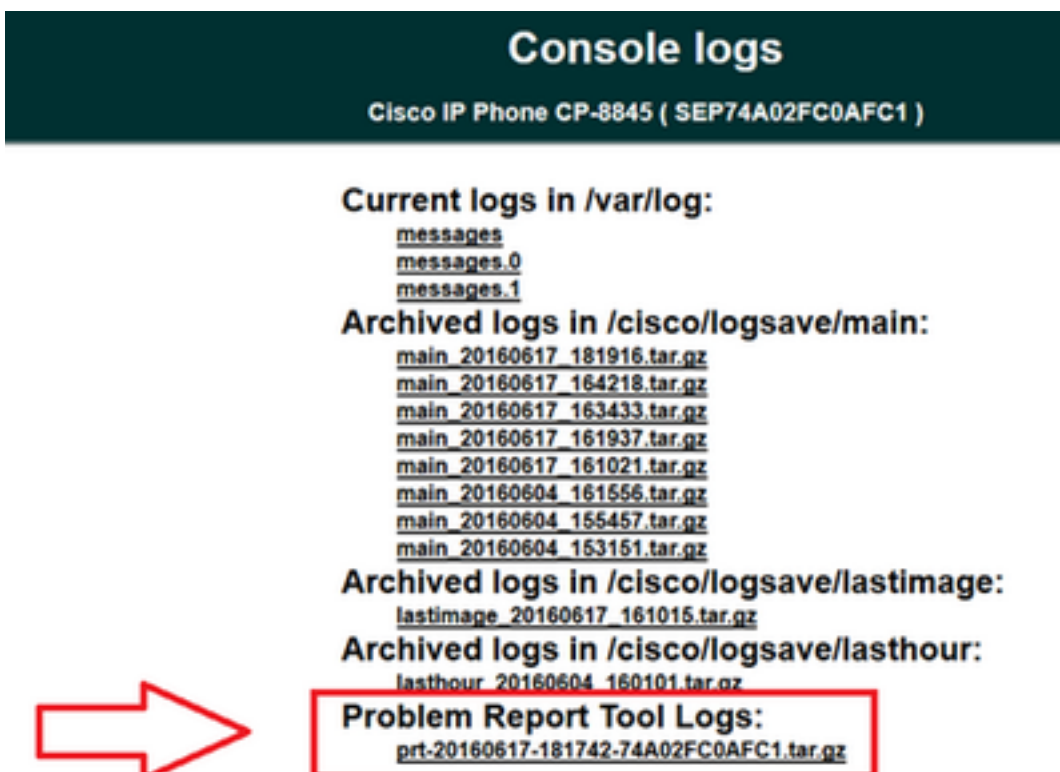 Console logs
Cisco IP Phone CP-8845 ( SEP74A02FC0AFC1 )
Current logs in /var/log:
messages
messages.0
messages.1
Archived logs in /cisco/logsave/main:
main_20160617_181916.tar.gz
main_20160617_164218.tar.gz
main_20160617_163433.tar.gz
main_20160617_161937.tar.gz
main_20160617_161021.tar.gz
main_20160604_161556.tar.gz
main_20160604_155457.tar.gz
main_20160604_153151.tar.gz
Archived logs in /cisco/logsave/lastimage:
lastimage_20160617_161015.tar.gz
Archived logs in /cisco/logsave/lasthour:
lasthour_20160604_160101.tar.gz
Problem Report Tool Logs:
prt-20160617-181742-74A02FC0AFC1.tar.gz